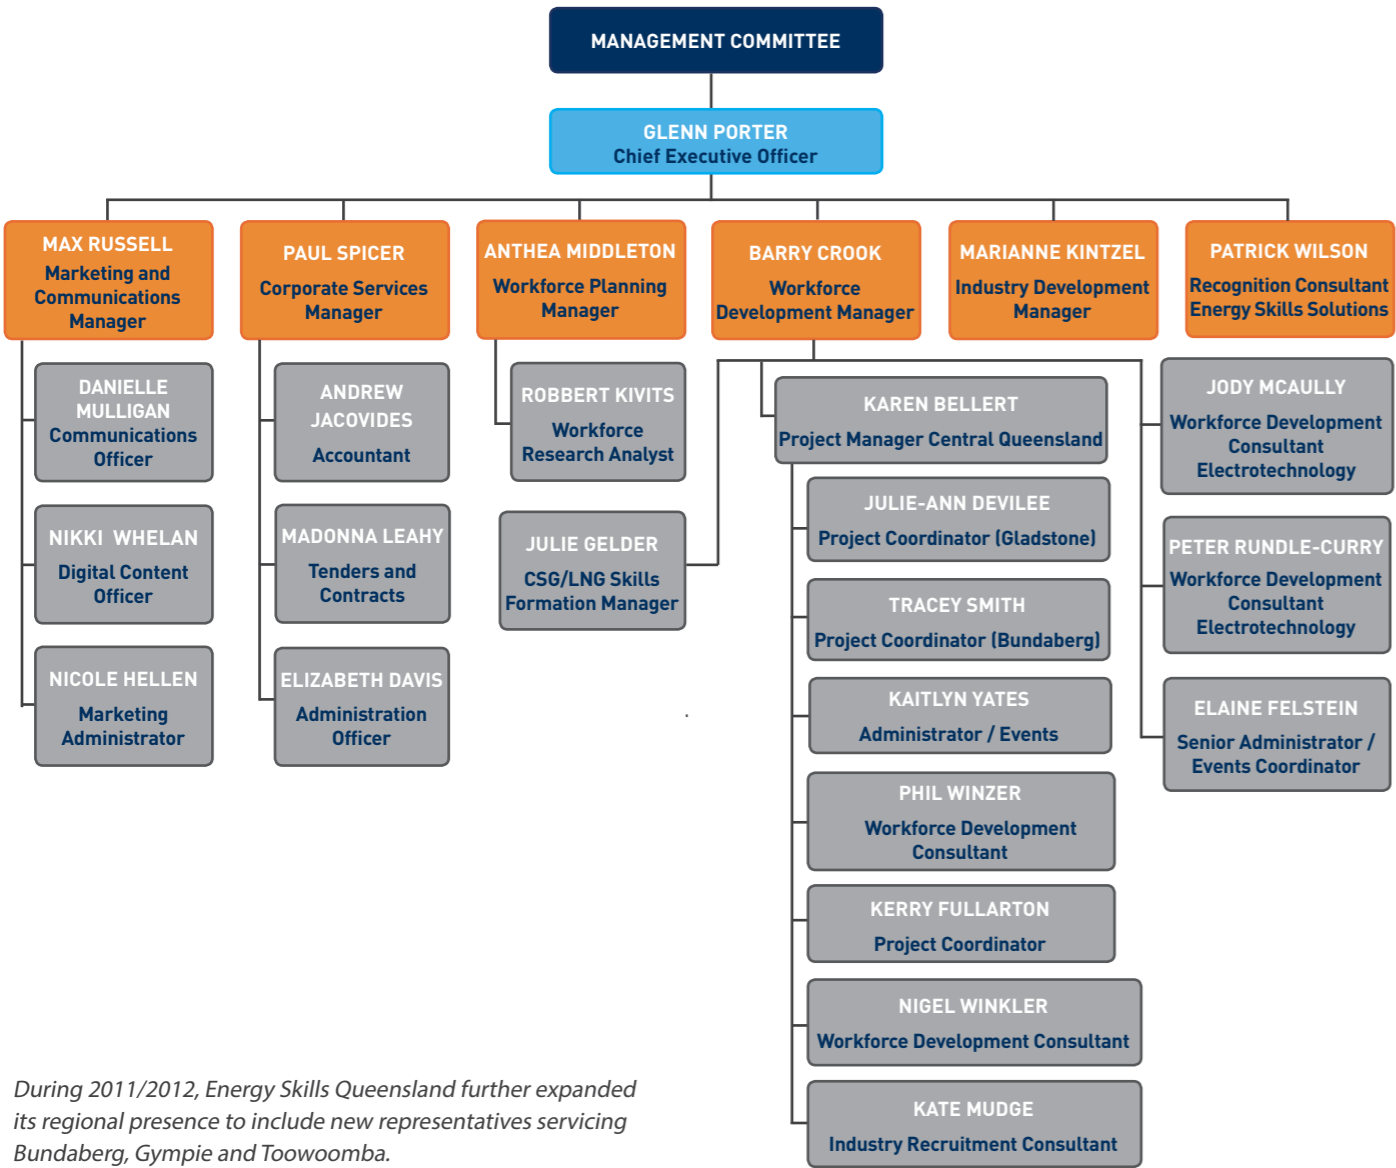 MANAGEMENT COMMITTEE
GLENN PORTER
Chief Executive Officer
MAX RUSSELL
Marketing and
Communications
Manager
PAUL SPICER
Corporate Services
Manager
ANTHEA MIDDLETON
Workforce Planning
Manager
BARRY CROOK
Workforce
Development Manager
MARIANNE KINTZEL
Industry Development
Manager
PATRICK WILSON
Recognition Consultant
Energy Skills Solutions
DANIELLE
MULLIGAN
Communications
Officer
NIKKI WHELAN
Digital Content
Officer
NICOLE HELLEN
Marketing
Administrator
ANDREW
JACOVIDES
Accountant
MADONNA LEAHY
Tenders and
Contracts
ELIZABETH DAVIS
Administration
Officer
ROBBERT KIVITS
Workforce
Research Analyst
JULIE GELDER
CSG/LNG Skills
Formation Manager
KAREN BELLERT
Project Manager Central Queensland
JULIE-ANN DEVILEE
Project Coordinator (Gladstone)
TRACEY SMITH
Project Coordinator (Bundaberg)
KAITLYN YATES
Administrator / Events
PHIL WINZER
Workforce Development
Consultant
KERRY FULLARTON
Project Coordinator
NIGEL WINKLER
Workforce Development Consultant
KATE MUDGE
Industry Recruitment Consultant
JODY MCAULLY
Workforce Development
Consultant
Electrotechnology
PETER RUNDLE-CURRY
Workforce Development
Consultant
Electrotechnology
ELAINE FELSTEIN
Senior Administrator /
Events Coordinator
During 2011/2012, Energy Skills Queensland further expanded
its regional presence to include new representatives servicing
Bundaberg, Gympie and Toowoomba.